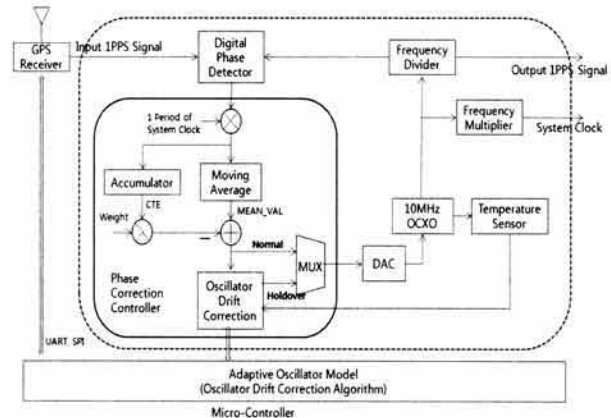 GPS
Receiver
Input 1PPS Signal
Digital
Phase
Detector
Frequency
Divider
Output 1PPS Signal
1 Period of
System Clock
Frequency
Multiplier
System Clock
Accumulator
Moving
Average
CTE
MEAN_VAL
Weight
10MHz
OCXO
Temperature
Sensor
Normal
MUX
DAC
Phase
Correction
Controller
Oscillator
Drift
Correction
Holdover
UART_SPI
Adaptive Oscillator Model
(Oscillator Drift Correction Algorithm)
Micro-Controller